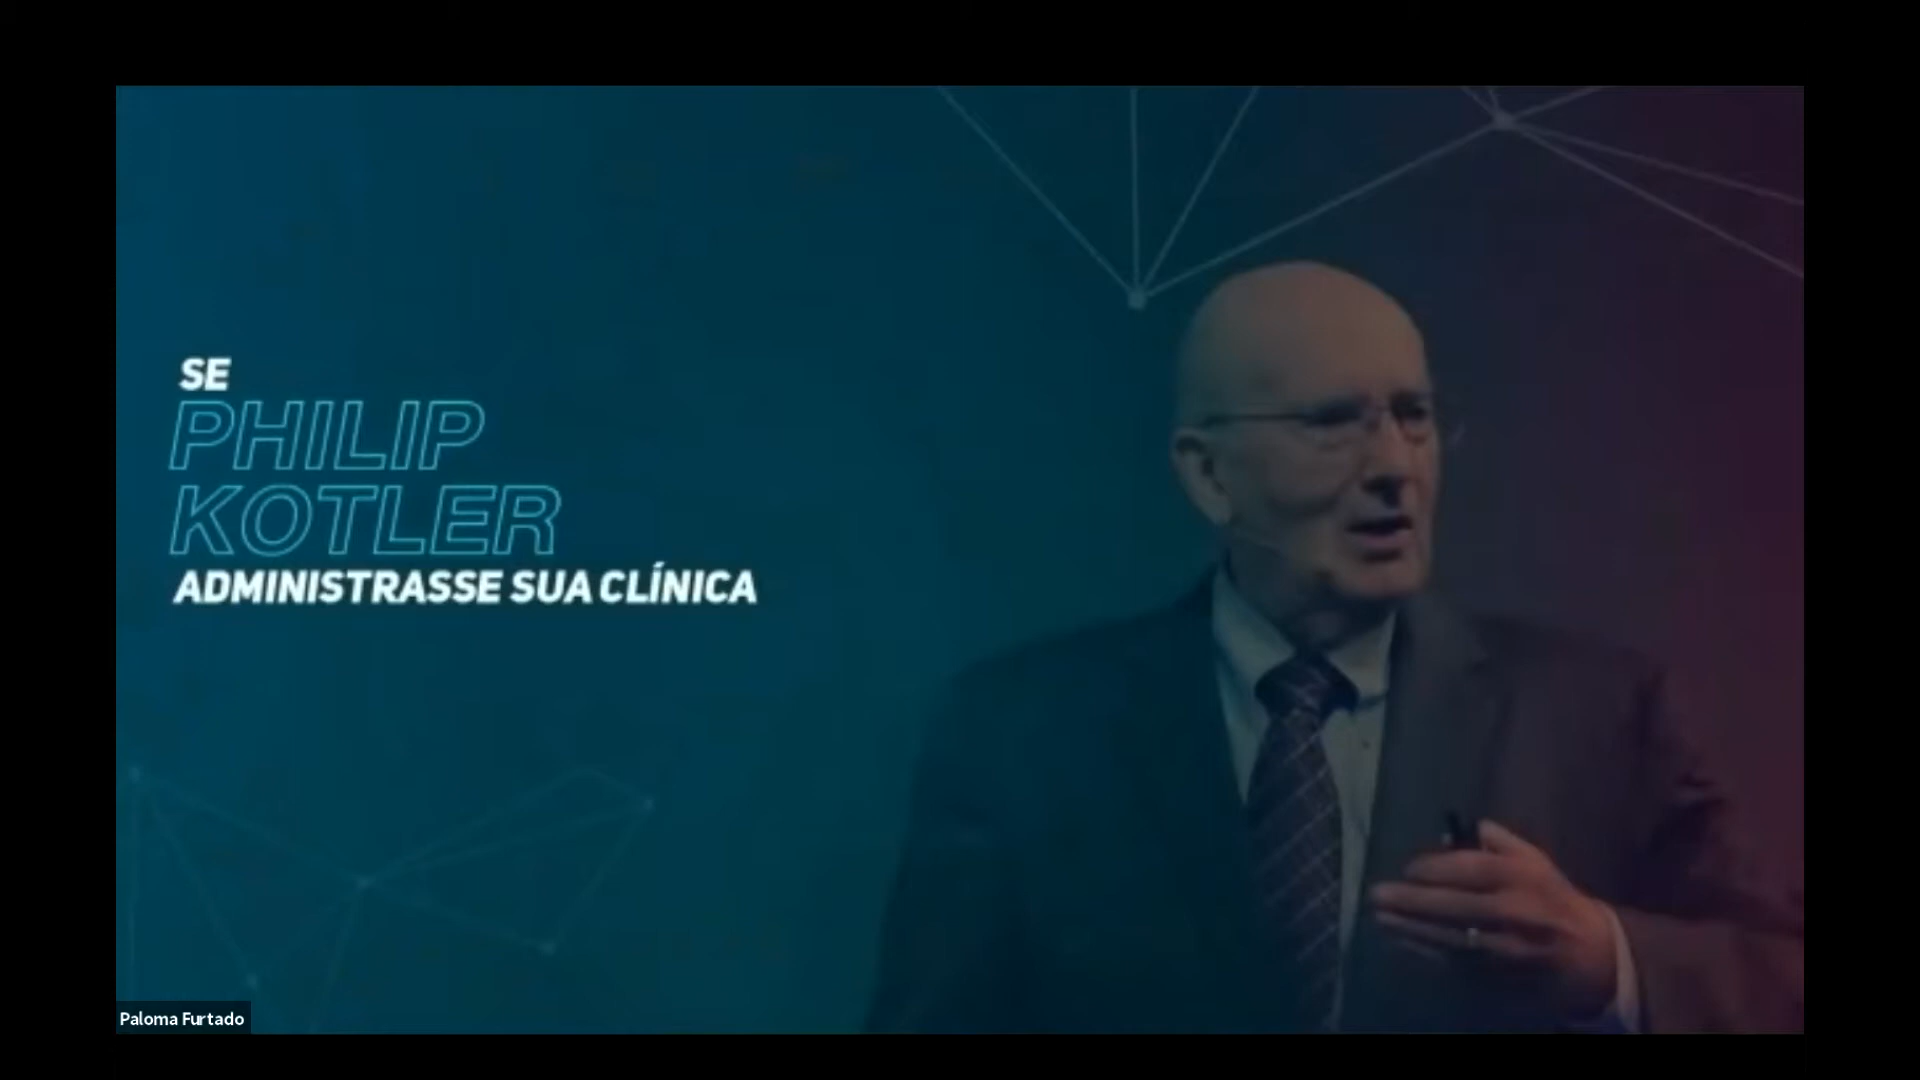 SE
PHILIP
KOTLER
ADMINISTRASSE SUA CLÍNICA
Paloma Furtado